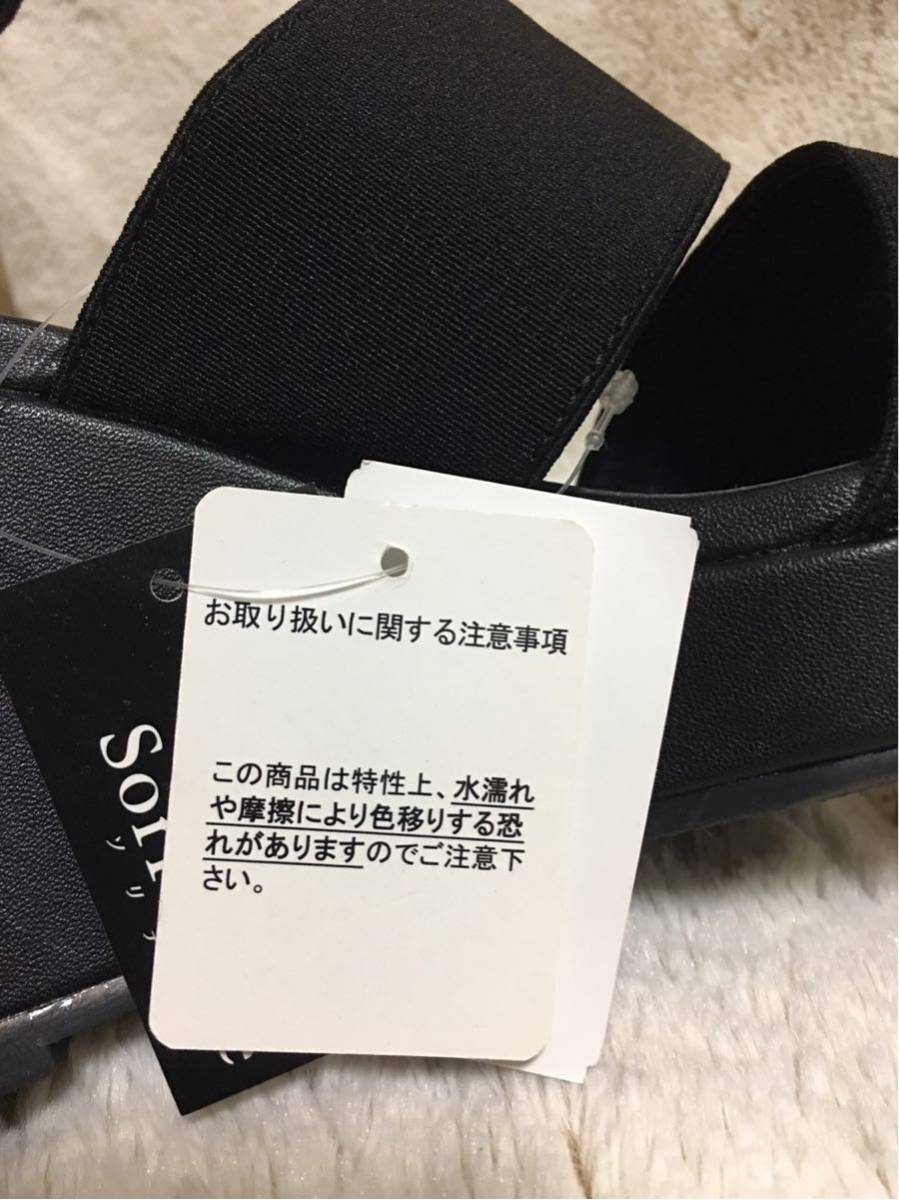 お取り扱いに関する注意事項
この商品は特性上、水濡れ
や摩擦により色移りする恐
れがありますのでご注意下
さい。